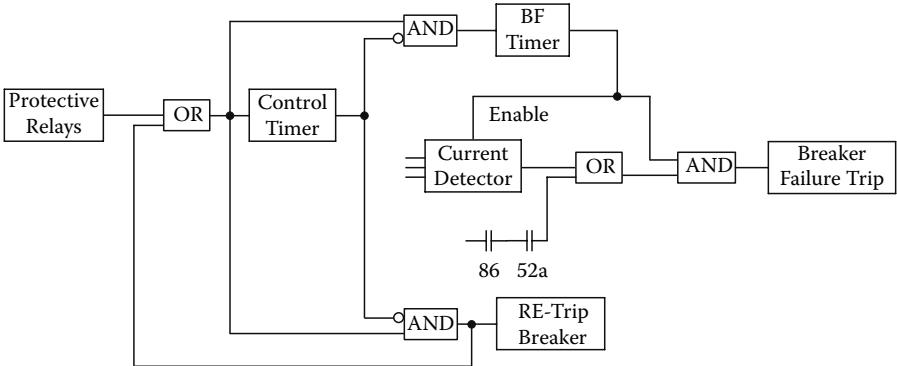 AND
BF
Timer
Protective
Relays
OR
Control
Timer
Enable
Current
Detector
OR
AND
Breaker
Failure Trip
86
52a
AND
RE-Trip
Breaker